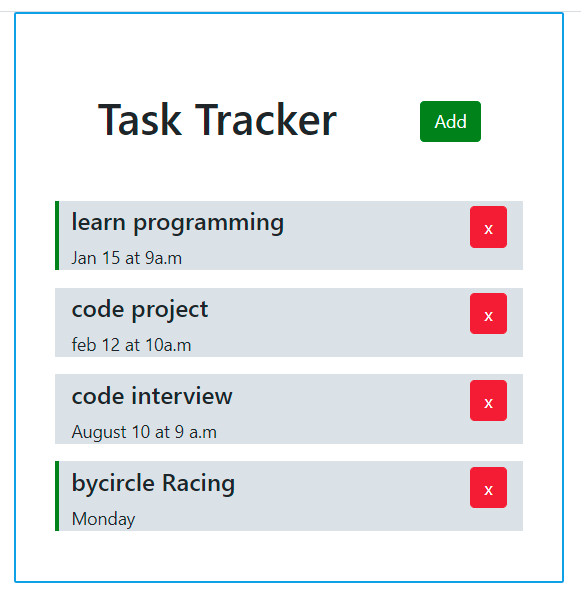 Task Tracker
Add
learn programming
x
Jan 15 at 9a.m
code project
x
feb 12 at 10a.m
code interview
x
August 10 at 9 a.m
bycircle Racing
x
Monday